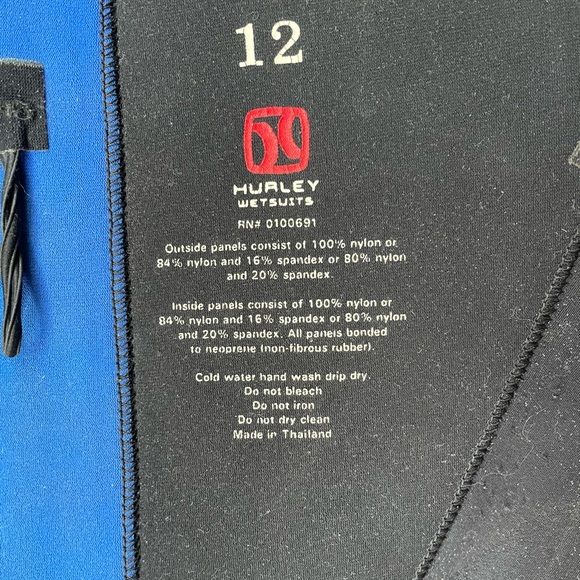 12
HURLEY
WETSUITS
RN# 0100691
Outside panels consist of 100% nylon or
84% nylon and 16% spandex or 80% nylon
and 20% spandex.
Inside panels consist of 100% nylon or
84% nylon and 16% spandex or 80% nylon
and 20% spandex. All panels bonded
to neoprene (non-fibrous rubber).
Cold water hand wash drip dry.
Do not bleach
Do not iron
Do not dry clean
Made in Thailand